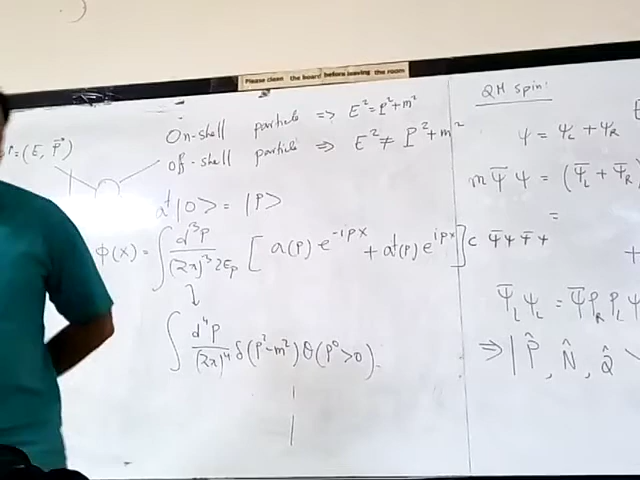 Please clean the board before leaving the room
On-shell particle => E² = P² + m²
off-shell particle => E² ≠ P² + m²
P = (E, P⃗)
a†|0> = |P>
φ(x) = ∫ d³p/(2π)³2E_p [a(p) e^{-ipx} + a†(p) e^{ipx}]
∫ d⁴p/(2π)⁴ δ(p²-m²) θ(p⁰>0).
QM spin:
ψ = ψ_L + ψ_R
m ψ̄ ψ = (ψ̄_L + ψ̄_R)
=
c ψ̄ψ ψ̄ψ
+
ψ̄_L ψ_L = ψ̄ P_R P_L ψ
=> | P̂, N̂, Q̂